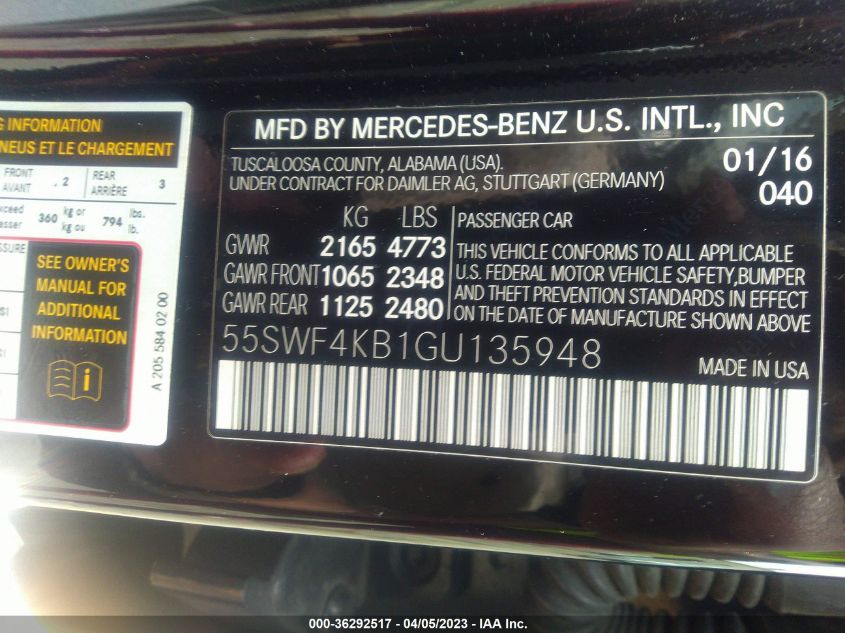 G INFORMATION
NEUS ET LE CHARGEMENT
FRONT
AVANT
. 2
REAR
ARRIÈRE
3
360
kg or
kg ou
794
lbs.
lb.
SEE OWNER'S
MANUAL FOR
ADDITIONAL
INFORMATION
A 205 584 02 00
MFD BY MERCEDES-BENZ U.S. INTL., INC
TUSCALOOSA COUNTY, ALABAMA (USA).
UNDER CONTRACT FOR DAIMLER AG, STUTTGART (GERMANY)
01/16
040
KG LBS
GVWR 2165 4773
GAWR FRONT 1065 2348
GAWR REAR 1125 2480
PASSENGER CAR
THIS VEHICLE CONFORMS TO ALL APPLICABLE
U.S. FEDERAL MOTOR VEHICLE SAFETY,BUMPER
AND THEFT PREVENTION STANDARDS IN EFFECT
ON THE DATE OF MANUFACTURE SHOWN ABOVE
55SWF4KB1GU135948
MADE IN USA
000-36292517 - 04/05/2023 - IAA Inc.